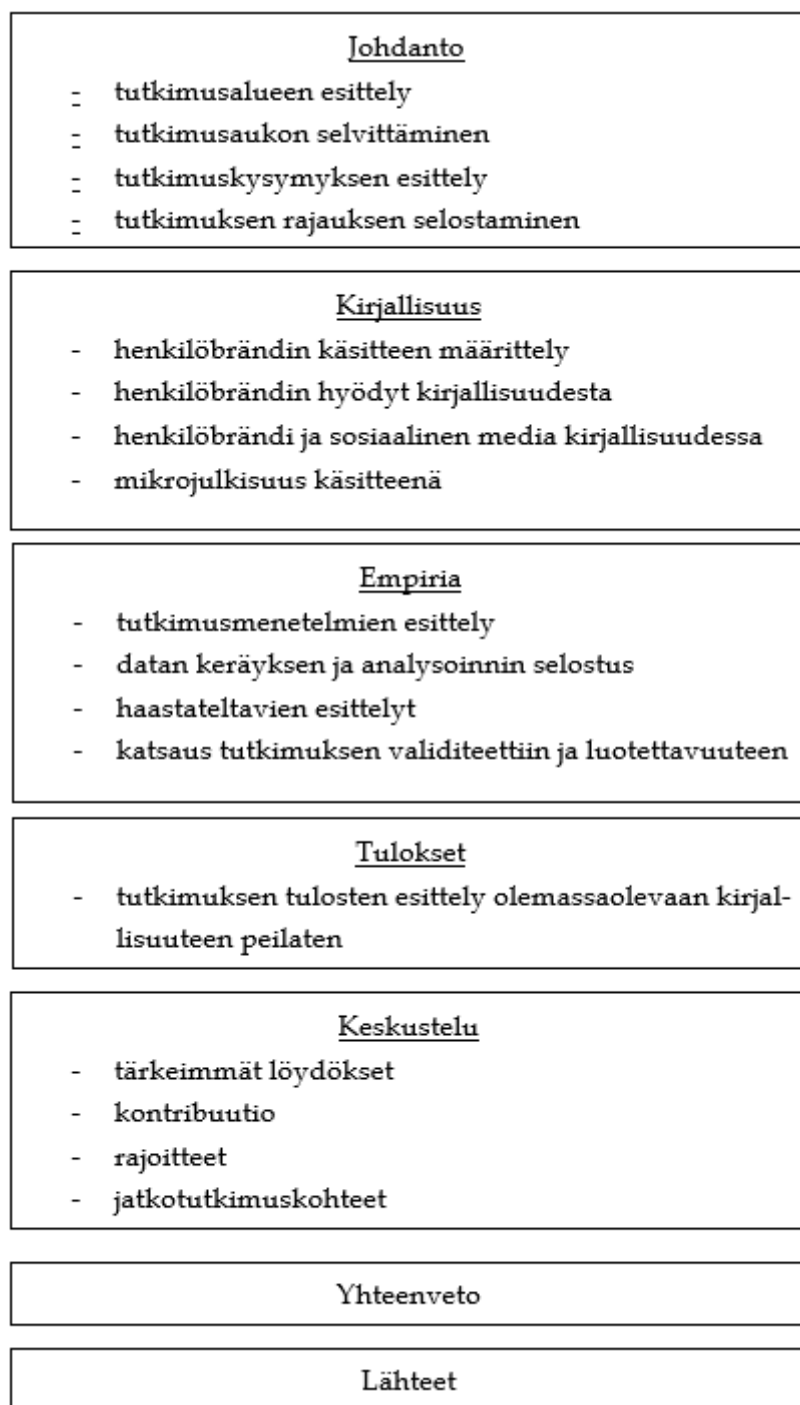 Johdanto
- tutkimusalueen esittely
- tutkimusaukon selvittäminen
- tutkimuskysymyksen esittely
- tutkimuksen rajauksen selostaminen
Kirjallisuus
- henkilöbrändin käsitteen määrittely
- henkilöbrändin hyödyt kirjallisuudesta
- henkilöbrändi ja sosiaalinen media kirjallisuudessa
- mikrojulkisuus käsitteenä
Empiria
- tutkimusmenetelmien esittely
- datan keräyksen ja analysoinnin selostus
- haastateltavien esittelyt
- katsaus tutkimuksen validiteettiin ja luotettavuuteen
Tulokset
- tutkimuksen tulosten esittely olemassaolevaan kirjal-
lisuuteen peilaten
Keskustelu
- tärkeimmät löydökset
- kontribuutio
- rajoitteet
- jatkotutkimuskohteet
Yhteenveto
Lähteet